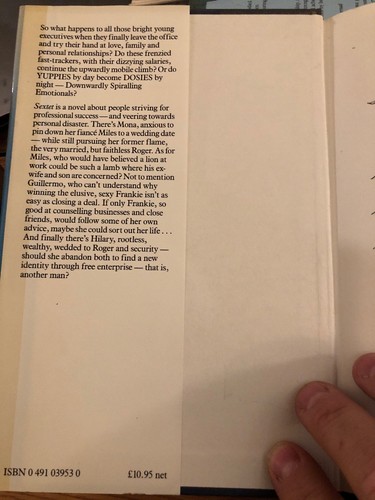 So what happens to all those bright young
executives when they finally leave the office
and try their hand at love, family and
personal relationships? Do these frenzied
fast-trackers, with their dizzying salaries,
continue the upwardly mobile climb? Or do
YUPPIES by day become DOSIES by
night — Downwardly Spiralling
Emotionals?
Sextet is a novel about people striving for
professional success — and veering towards
personal disaster. There's Mona, anxious to
pin down her fiancé Miles to a wedding date
— while still pursuing her former flame,
the very married, but faithless Roger. As for
Miles, who would have believed a lion at
work could be such a lamb where his ex-
wife and son are concerned? Not to mention
Guillermo, who can't understand why
winning the elusive, sexy Frankie isn't as
easy as closing a deal. If only Frankie, so
good at counselling businesses and close
friends, would follow some of her own
advice, maybe she could sort out her life . . .
And finally there's Hilary, rootless,
wealthy, wedded to Roger and security —
should she abandon both to find a new
identity through free enterprise — that is,
another man?
ISBN 0 491 03953 0
£10.95 net